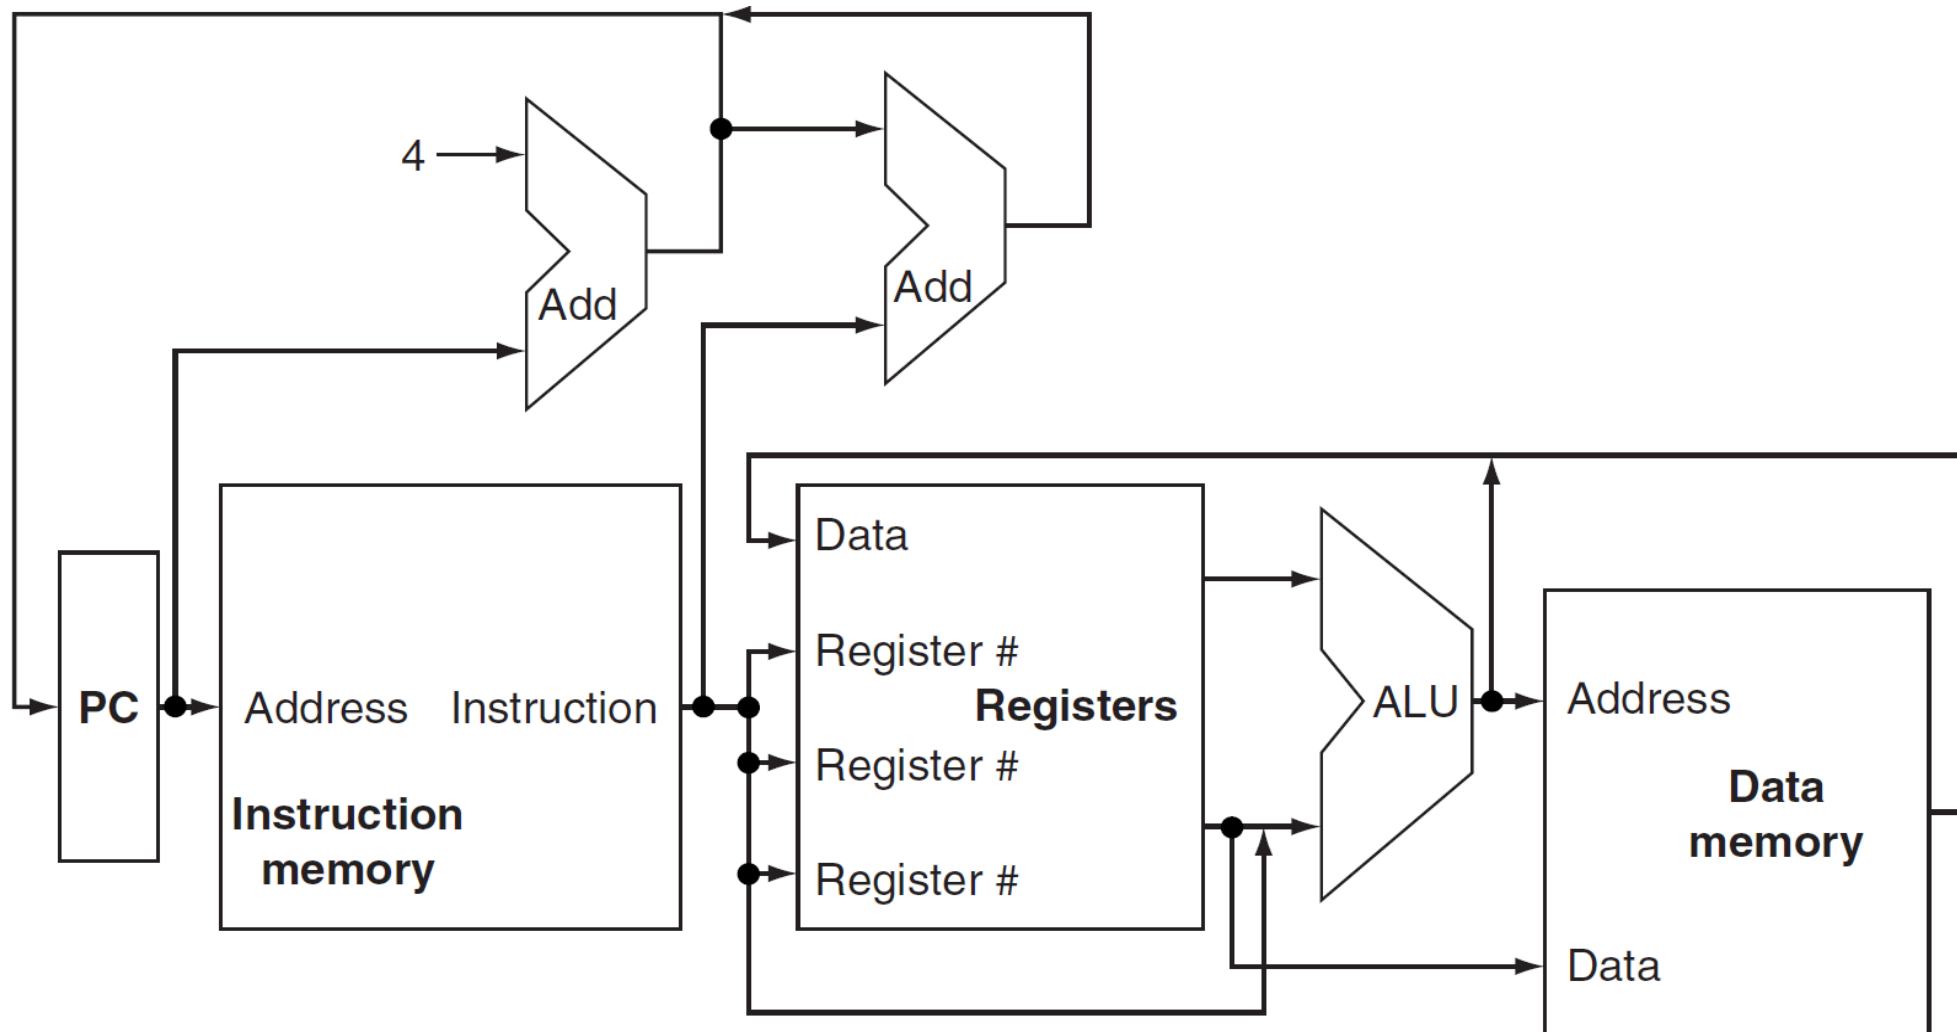 4
Add
Add
Data
Register #
Registers
Register #
Register #
PC
Address
Instruction
Instruction
memory
ALU
Address
Data
memory
Data